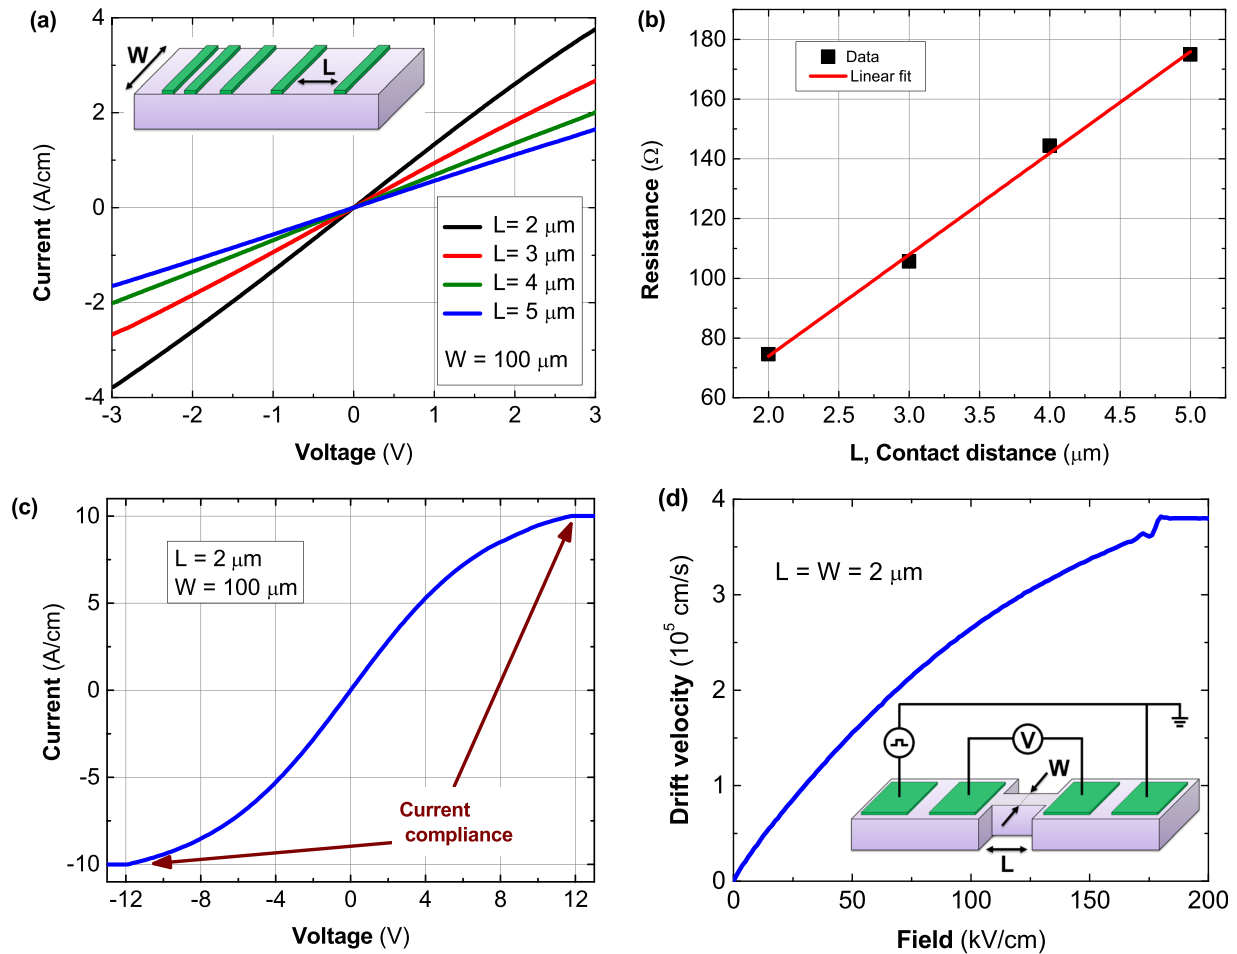 (a)
4
2
0
-2
-4
Current (A/cm)
W
L
L= 2 μm
L= 3 μm
L= 4 μm
L= 5 μm
W = 100 μm
-3 -2 -1 0 1 2 3
Voltage (V)
(b)
180
160
140
120
100
80
60
Resistance (Ω)
Data
Linear fit
2.0 2.5 3.0 3.5 4.0 4.5 5.0
L, Contact distance (μm)
(c)
10
5
0
-5
-10
Current (A/cm)
L = 2 μm
W = 100 μm
Current
compliance
-12 -8 -4 0 4 8 12
Voltage (V)
(d)
4
3
2
1
0
Drift velocity (10⁵ cm/s)
L = W = 2 μm
V
W
L
0 50 100 150 200
Field (kV/cm)